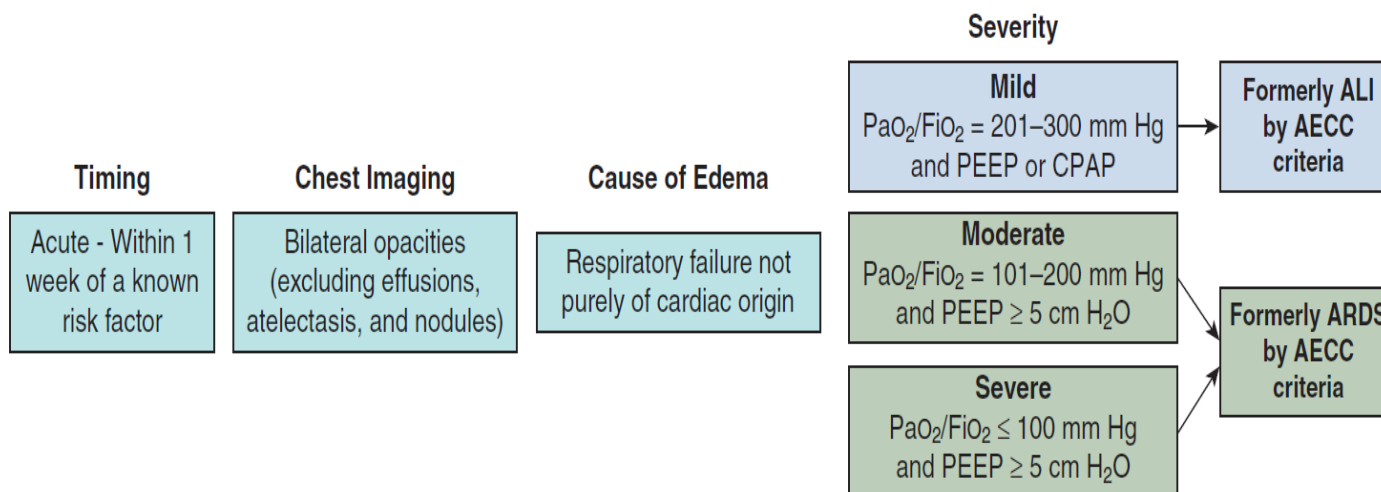 Severity
Mild
PaO₂/FiO₂ = 201–300 mm Hg
and PEEP or CPAP
Formerly ALI
by AECC
criteria
Timing
Acute - Within 1
week of a known
risk factor
Chest Imaging
Bilateral opacities
(excluding effusions,
atelectasis, and nodules)
Cause of Edema
Respiratory failure not
purely of cardiac origin
Moderate
PaO₂/FiO₂ = 101–200 mm Hg
and PEEP ≥ 5 cm H₂O
Severe
PaO₂/FiO₂ ≤ 100 mm Hg
and PEEP ≥ 5 cm H₂O
Formerly ARDS
by AECC
criteria